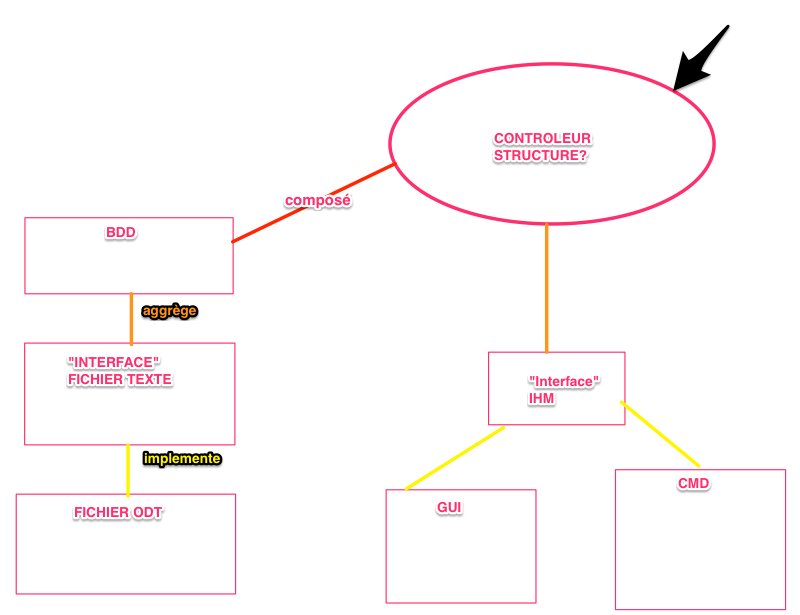 CONTROLEUR
STRUCTURE?
composé
BDD
aggrège
"INTERFACE"
FICHIER TEXTE
"Interface"
IHM
implemente
FICHIER ODT
GUI
CMD